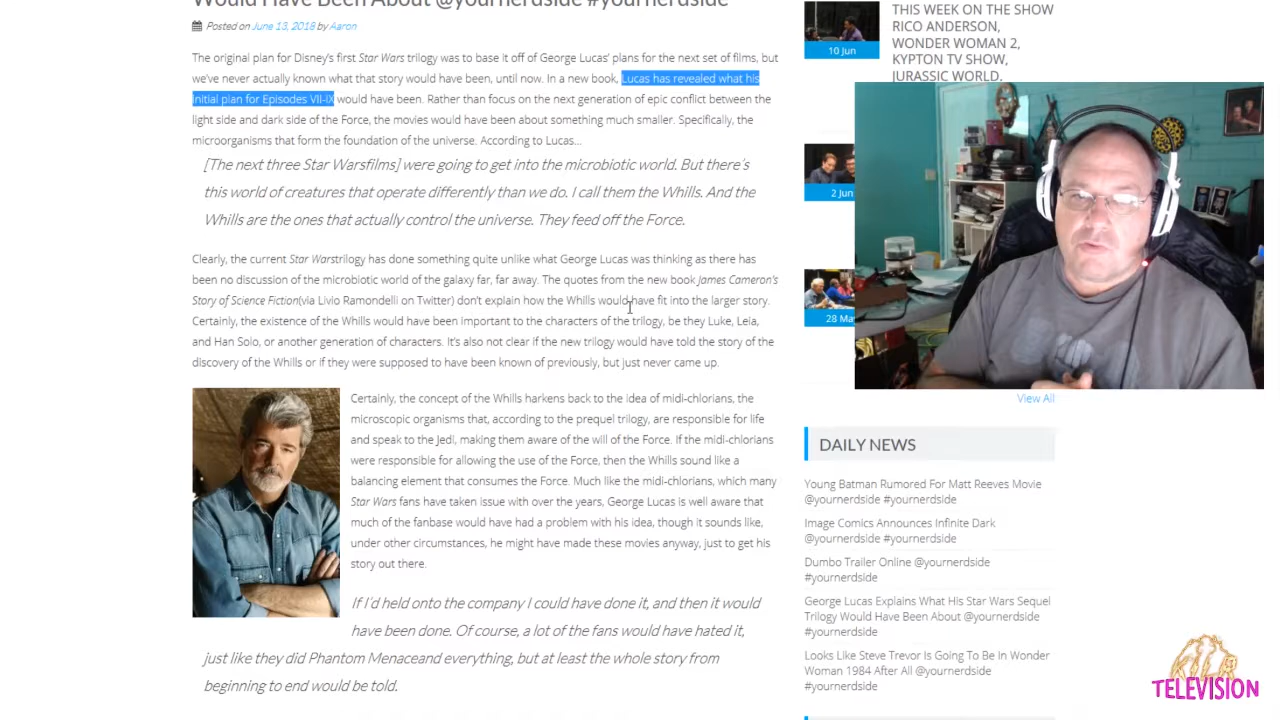 Would Have Been About @yournerdside #yournerdside
Posted on June 13, 2018 by Aaron
The original plan for Disney's first Star Wars trilogy was to base it off of George Lucas' plans for the next set of films, but
we've never actually known what that story would have been, until now. In a new book, Lucas has revealed what his
initial plan for Episodes VII-IX would have been. Rather than focus on the next generation of epic conflict between the
light side and dark side of the Force, the movies would have been about something much smaller. Specifically, the
microorganisms that form the foundation of the universe. According to Lucas...
[The next three Star Warsfilms] were going to get into the microbiotic world. But there's
this world of creatures that operate differently than we do. I call them the Whills. And the
Whills are the ones that actually control the universe. They feed off the Force.
Clearly, the current Star Warstrilogy has done something quite unlike what George Lucas was thinking as there has
been no discussion of the microbiotic world of the galaxy far, far away. The quotes from the new book James Cameron's
Story of Science Fiction(via Livio Ramondelli on Twitter) don't explain how the Whills would have fit into the larger story.
Certainly, the existence of the Whills would have been important to the characters of the trilogy, be they Luke, Leia,
and Han Solo, or another generation of characters. It's also not clear if the new trilogy would have told the story of the
discovery of the Whills or if they were supposed to have been known of previously, but just never came up.
Certainly, the concept of the Whills harkens back to the idea of midi-chlorians, the
microscopic organisms that, according to the prequel trilogy, are responsible for life
and speak to the Jedi, making them aware of the will of the Force. If the midi-chlorians
were responsible for allowing the use of the Force, then the Whills sound like a
balancing element that consumes the Force. Much like the midi-chlorians, which many
Star Wars fans have taken issue with over the years, George Lucas is well aware that
much of the fanbase would have had a problem with his idea, though it sounds like,
under other circumstances, he might have made these movies anyway, just to get his
story out there.
If I'd held onto the company I could have done it, and then it would
have been done. Of course, a lot of the fans would have hated it,
just like they did Phantom Menaceand everything, but at least the whole story from
beginning to end would be told.
THIS WEEK ON THE SHOW
RICO ANDERSON,
WONDER WOMAN 2,
KYPTON TV SHOW,
JURASSIC WORLD.
10 Jun
2 Jun
28 Ma
View All
DAILY NEWS
Young Batman Rumored For Matt Reeves Movie
@yournerdside #yournerdside
Image Comics Announces Infinite Dark
@yournerdside #yournerdside
Dumbo Trailer Online @yournerdside
#yournerdside
George Lucas Explains What His Star Wars Sequel
Trilogy Would Have Been About @yournerdside
#yournerdside
Looks Like Steve Trevor Is Going To Be In Wonder
Woman 1984 After All @yournerdside
#yournerdside
KILR
TELEVISION